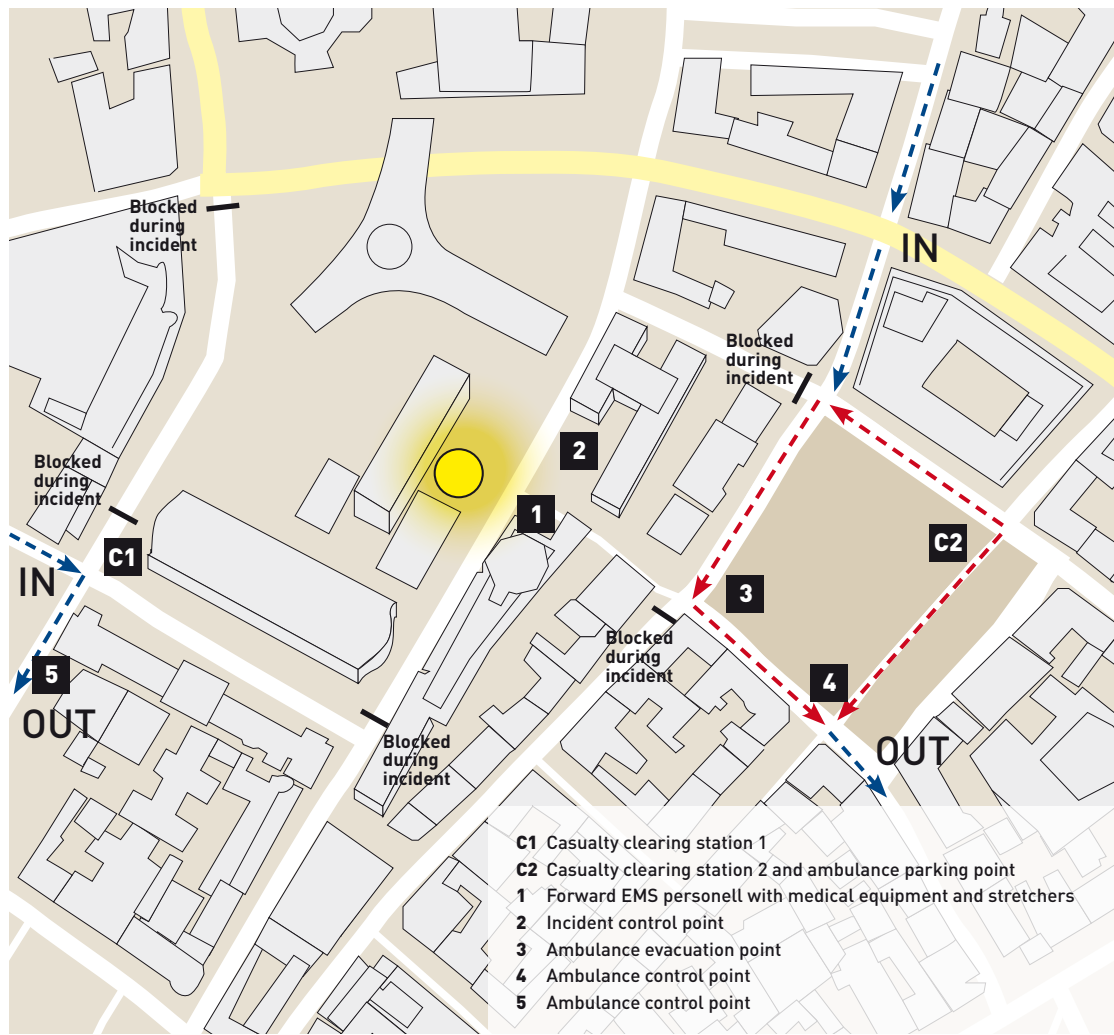 Blocked
during
incident
IN
Blocked
during
incident
2
Blocked
during
incident
1
C1
C2
IN
3
Blocked
during
incident
5
4
OUT
OUT
Blocked
during
incident
C1 Casualty clearing station 1
C2 Casualty clearing station 2 and ambulance parking point
1 Forward EMS personell with medical equipment and stretchers
2 Incident control point
3 Ambulance evacuation point
4 Ambulance control point
5 Ambulance control point